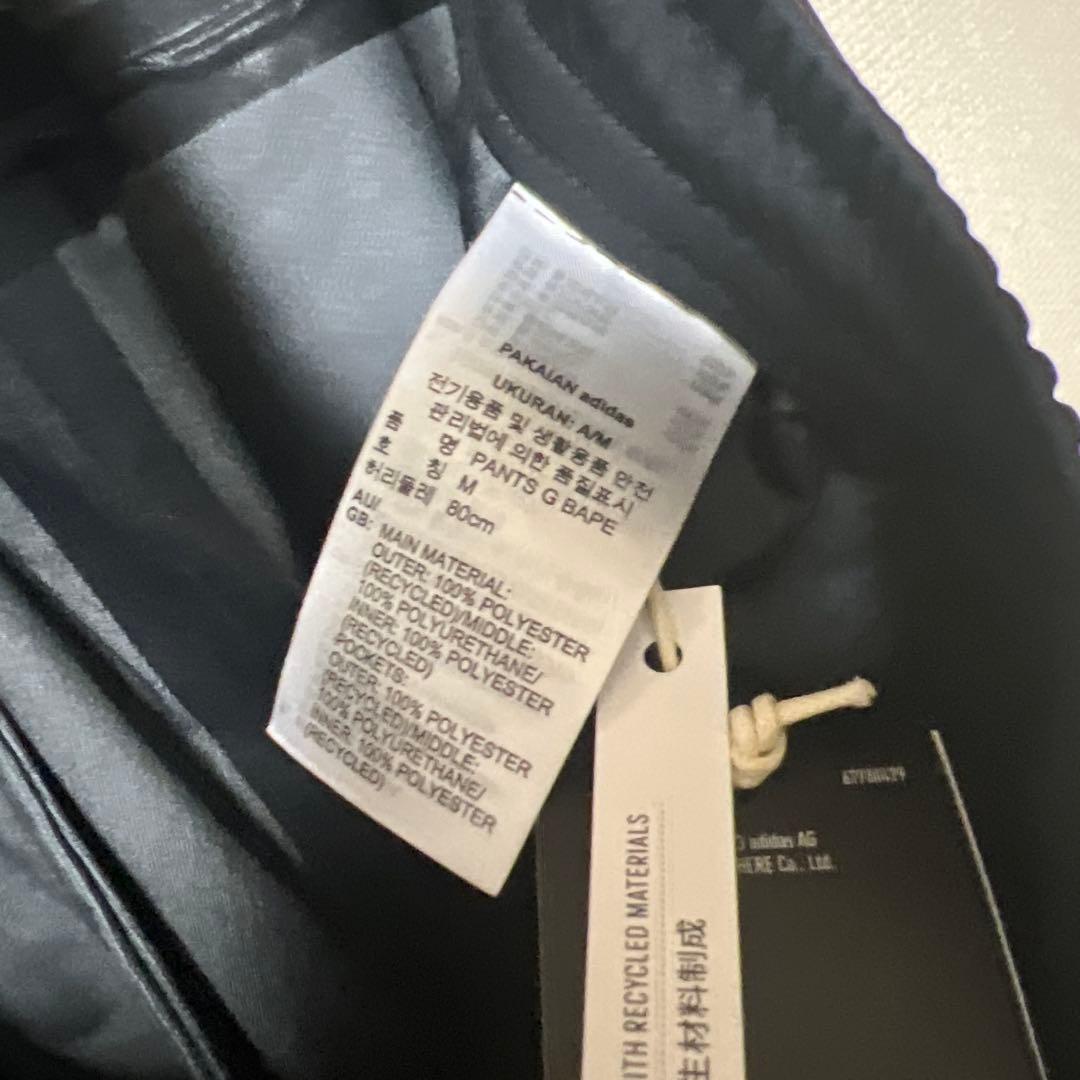 PAKAIAN adidas
UKURAN: A/M
전기용품 및 생활용품 안전
관리법에 의한 품질표시
품 명 PANTS G BAPE
호 칭 M
허리둘레 80cm
AU/
GB: MAIN MATERIAL:
OUTER: 100% POLYESTER
(RECYCLED)/MIDDLE:
100% POLYURETHANE/
INNER: 100% POLYESTER
(RECYCLED)
POCKETS:
OUTER: 100% POLYESTER
(RECYCLED)/MIDDLE:
100% POLYURETHANE/
INNER: 100% POLYESTER
(RECYCLED)
ITH RECYCLED MATERIALS
生材料制成
adidas AG
HERE Co., Ltd.